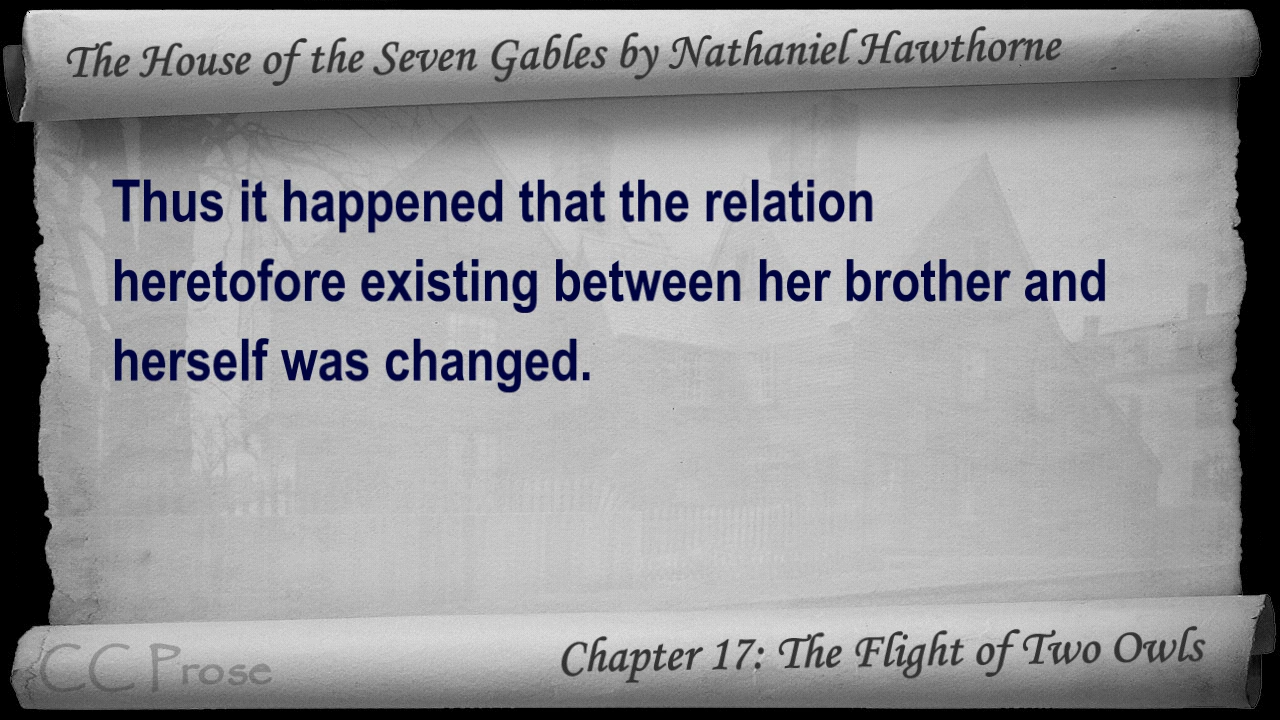 The House of the Seven Gables by Nathaniel Hawthorne
Thus it happened that the relation
heretofore existing between her brother and
herself was changed.
CC Prose
Chapter 17: The Flight of Two Owls